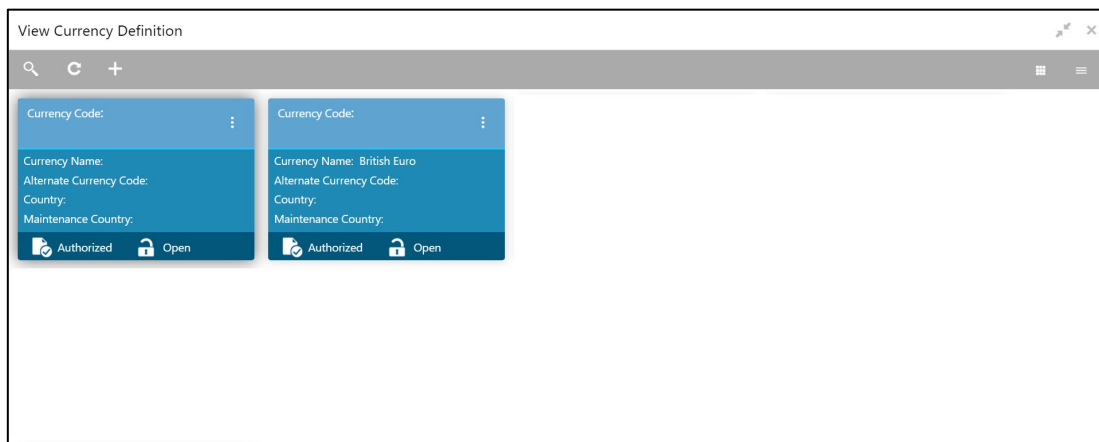 View Currency Definition
Currency Code:
Currency Name:
Alternate Currency Code:
Country:
Maintenance Country:
Authorized Open
Currency Code:
Currency Name: British Euro
Alternate Currency Code:
Country:
Maintenance Country:
Authorized Open